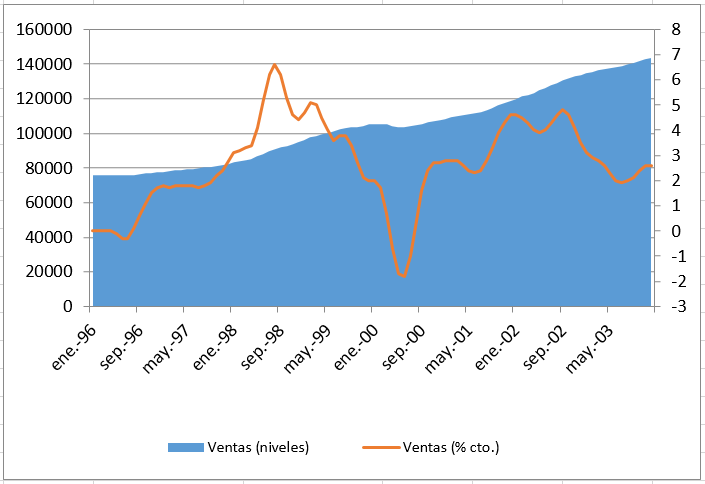 160000
140000
120000
100000
80000
60000
40000
20000
0
8
7
6
5
4
3
2
1
0
-1
-2
-3
ene.-96
sep.-96
may.-97
ene.-98
sep.-98
may.-99
ene.-00
sep.-00
may.-01
ene.-02
sep.-02
may.-03
Ventas (niveles)
Ventas (% cto.)